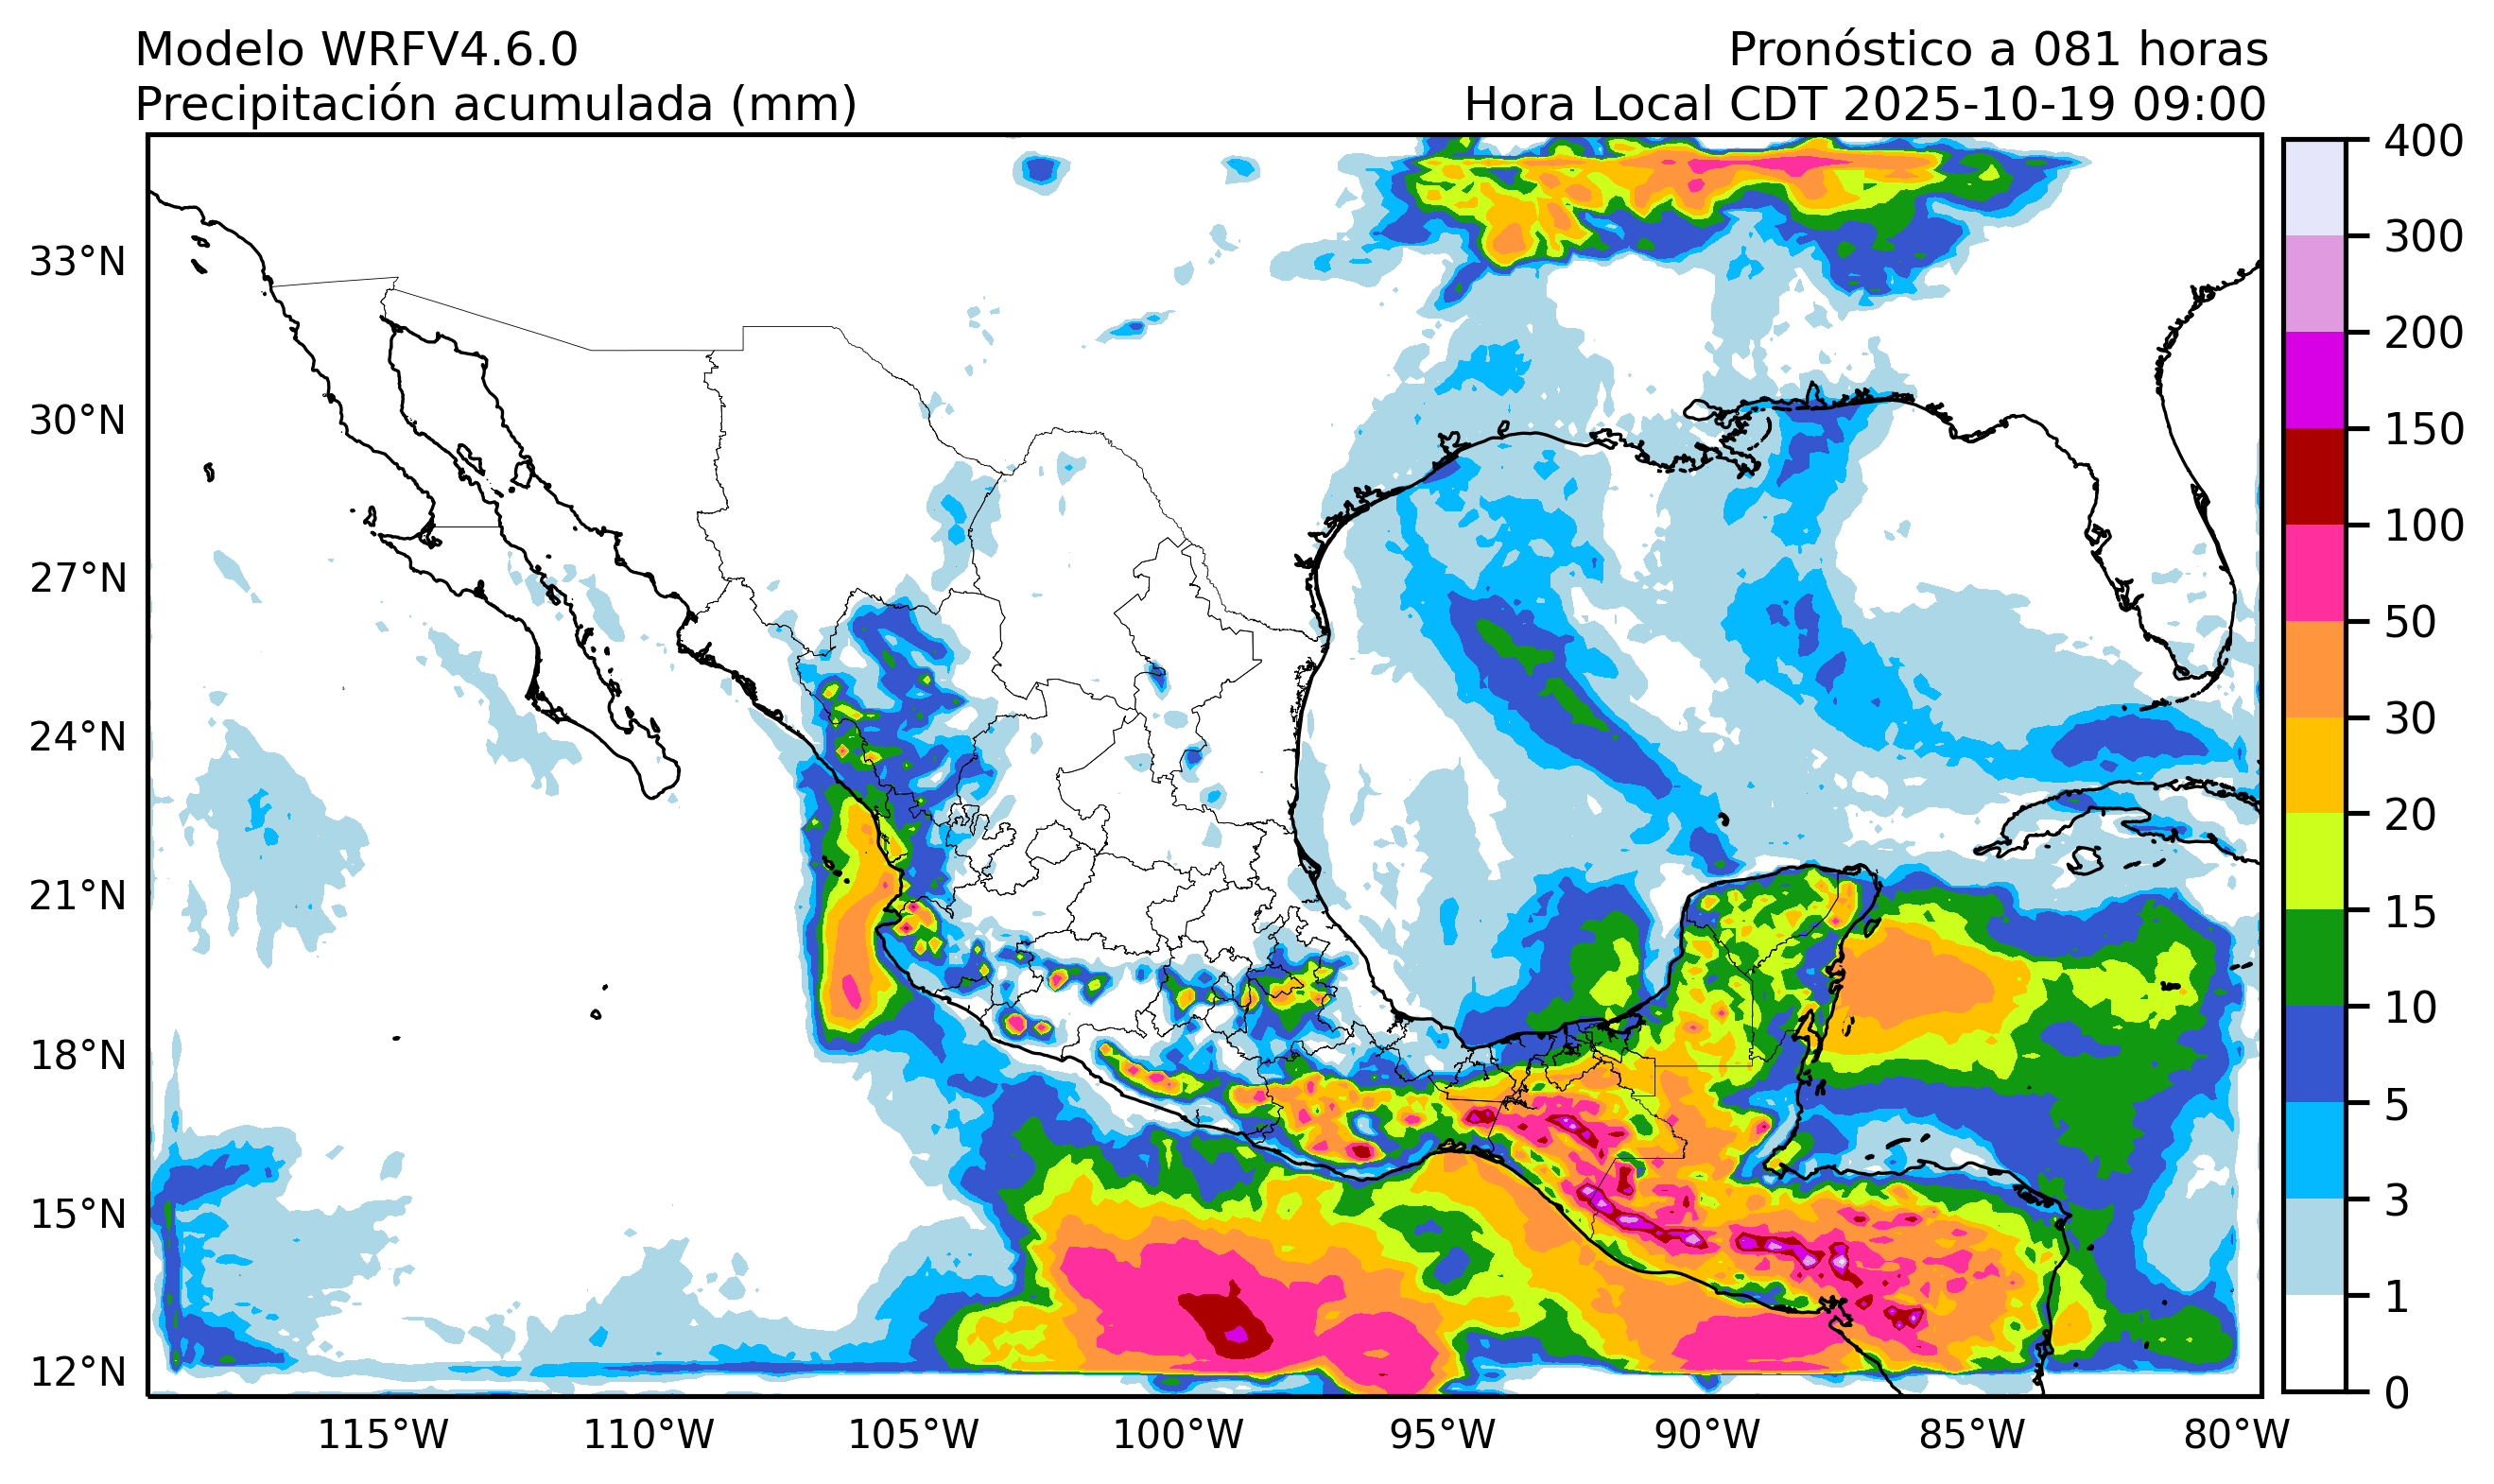 Modelo WRFV4.6.0
Pronóstico a 081 horas
Precipitación acumulada (mm)
Hora Local CDT 2025-10-19 09:00
33°N
30°N
27°N
24°N
21°N
18°N
15°N
12°N
115°W
110°W
105°W
100°W
95°W
90°W
85°W
80°W
400
300
200
150
100
50
30
20
15
10
5
3
1
0